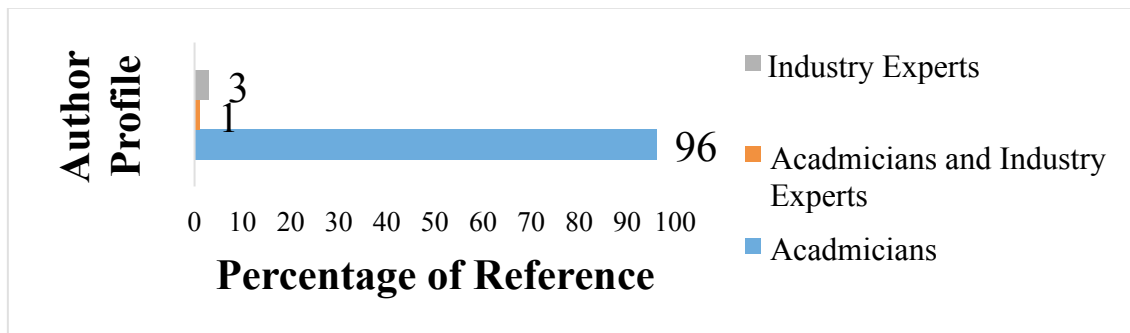 Author
Profile
3
1
96
0 10 20 30 40 50 60 70 80 90 100
Percentage of Reference
Industry Experts
Acadmicians and Industry
Experts
Acadmicians